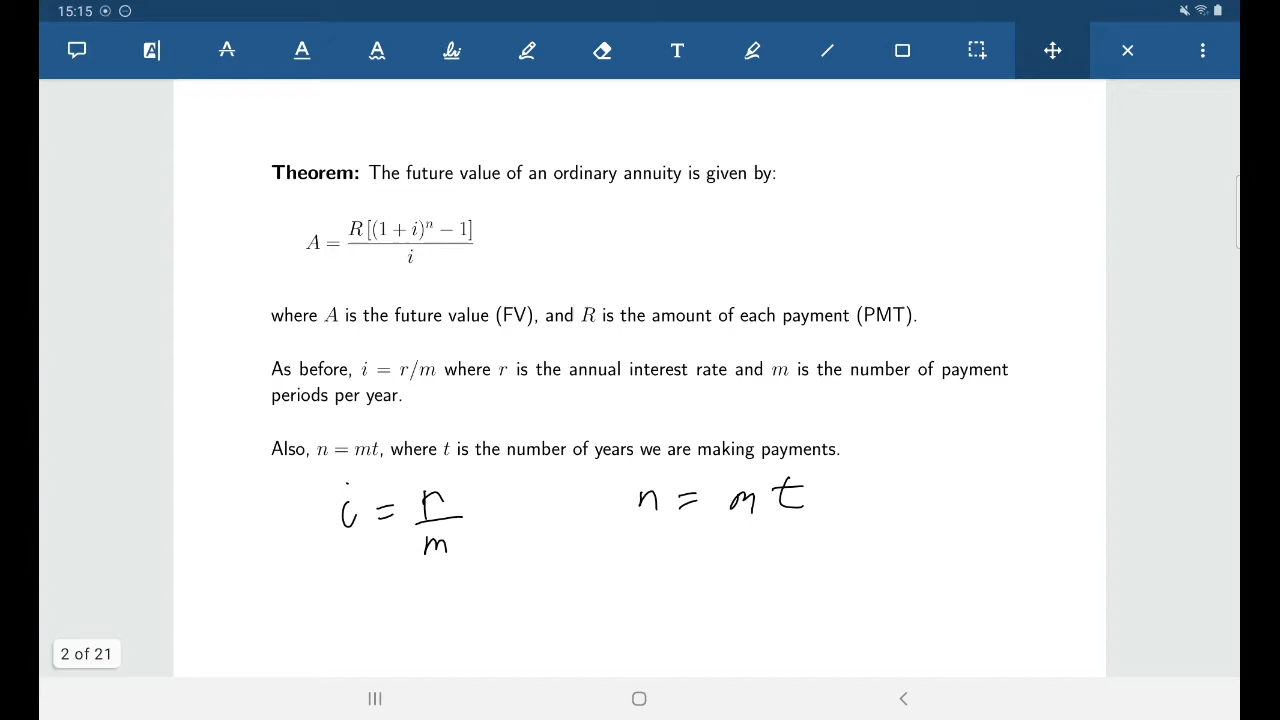 15:15
Theorem: The future value of an ordinary annuity is given by:
A = R [(1 + i)^n − 1] / i
where A is the future value (FV), and R is the amount of each payment (PMT).
As before, i = r/m where r is the annual interest rate and m is the number of payment
periods per year.
Also, n = mt, where t is the number of years we are making payments.
i = r/m    n = mt
2 of 21